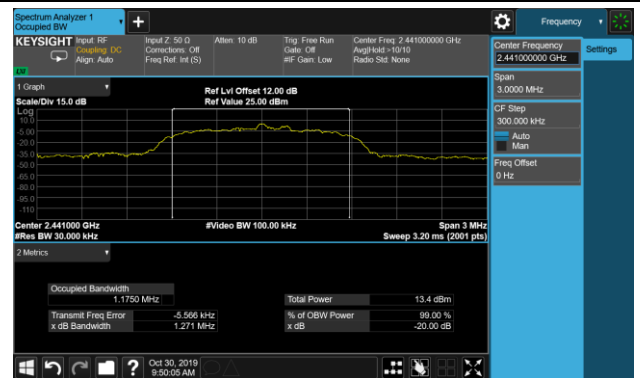 Spectrum Analyzer 1
Occupied BW
Frequency
KEYSIGHT
Input: RF
Coupling: DC
Align: Auto
Input Z: 50 Ω
Corrections: Off
Freq Ref: Int (S)
Atten: 10 dB
Trig: Free Run
Gate: Off
#IF Gain: Low
Center Freq: 2.441000000 GHz
Avg|Hold:>10/10
Radio Std: None
Center Frequency
2.441000000 GHz
Settings
Span
3.0000 MHz
CF Step
300.000 kHz
Auto
Man
Freq Offset
0 Hz
1 Graph
Scale/Div 15.0 dB
Ref Lvl Offset 12.00 dB
Ref Value 25.00 dBm
Log
10.0
-5.00
-20.0
-35.0
-50.0
-65.0
-80.0
-95.0
-110
Center 2.441000 GHz
#Res BW 30.000 kHz
#Video BW 100.00 kHz
Span 3 MHz
Sweep 3.20 ms (2001 pts)
2 Metrics
Occupied Bandwidth
1.1750 MHz
Total Power 13.4 dBm
Transmit Freq Error -5.566 kHz
% of OBW Power 99.00 %
x dB Bandwidth 1.271 MHz
x dB -20.00 dB
?
Oct 30, 2019
9:50:05 AM